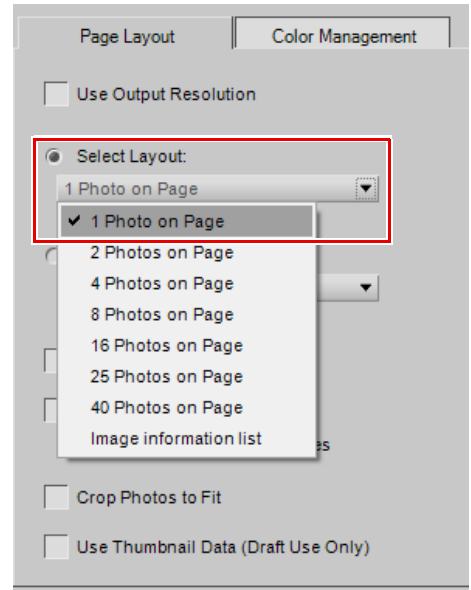 Page Layout
Color Management
Use Output Resolution
Select Layout:
1 Photo on Page
1 Photo on Page
2 Photos on Page
4 Photos on Page
8 Photos on Page
16 Photos on Page
25 Photos on Page
40 Photos on Page
Image information list
Crop Photos to Fit
Use Thumbnail Data (Draft Use Only)